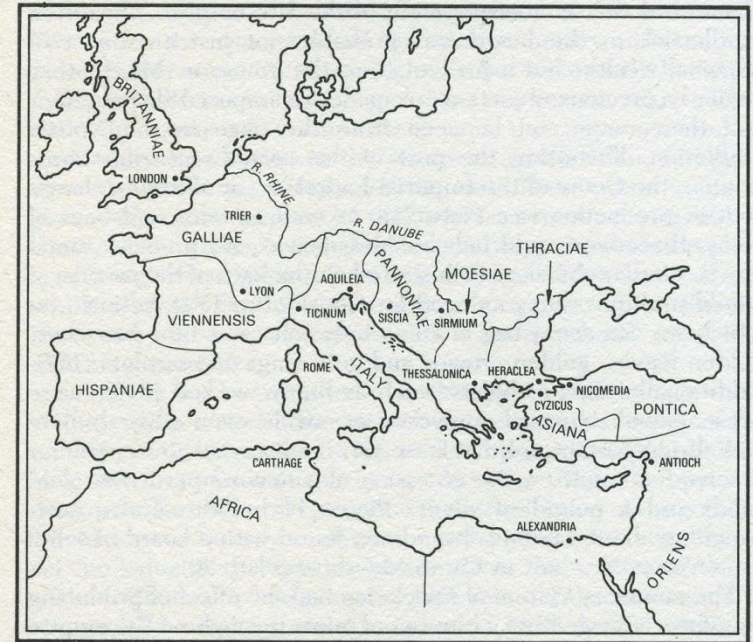 BRITANNIAE
LONDON
R. RHINE
TRIER
GALLIAE
R. DANUBE
THRACIAE
PANNONIAE
MOESIAE
AQUILEIA
LYON
SISCIA
SIRMIUM
VIENNENSIS
TICINUM
ROME
ITALY
THESSALONICA
HERACLEA
NICOMEDIA
HISPANIAE
CYZICUS
PONTICA
ASIANA
CARTHAGE
ANTIOCH
AFRICA
ALEXANDRIA
ORIENS